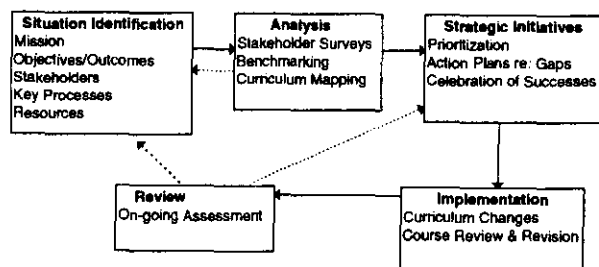 Situation Identification
Mission
Objectives/Outcomes
Stakeholders
Key Processes
Resources
Analysis
Stakeholder Surveys
Benchmarking
Curriculum Mapping
Strategic Initiatives
Prioritization
Action Plans re: Gaps
Celebration of Successes
Review
On-going Assessment
Implementation
Curriculum Changes
Course Review & Revision